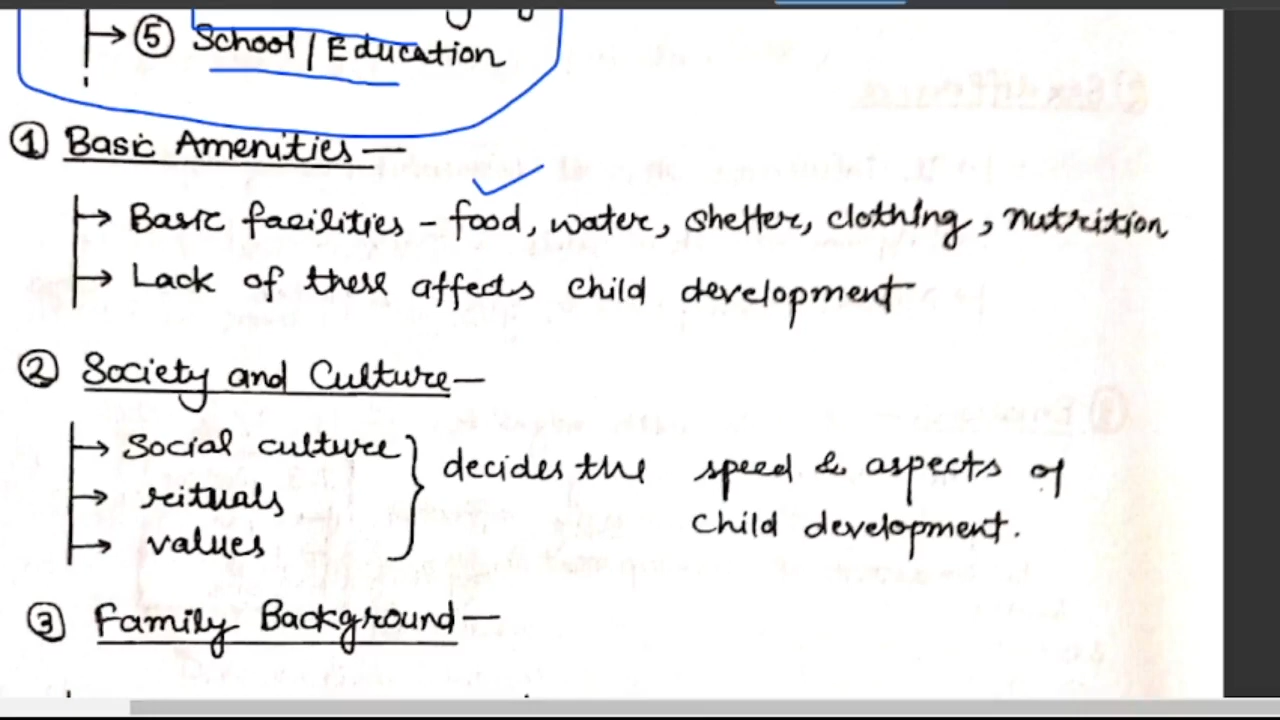 → ⑤ School / Education
① Basic Amenities —
→ Basic facilities - food, water, shelter, clothing, nutrition
→ Lack of these affects child development
② Society and Culture —
→ Social culture } decides the speed & aspects of
→ rituals
child development.
→ values
③ Family Background —